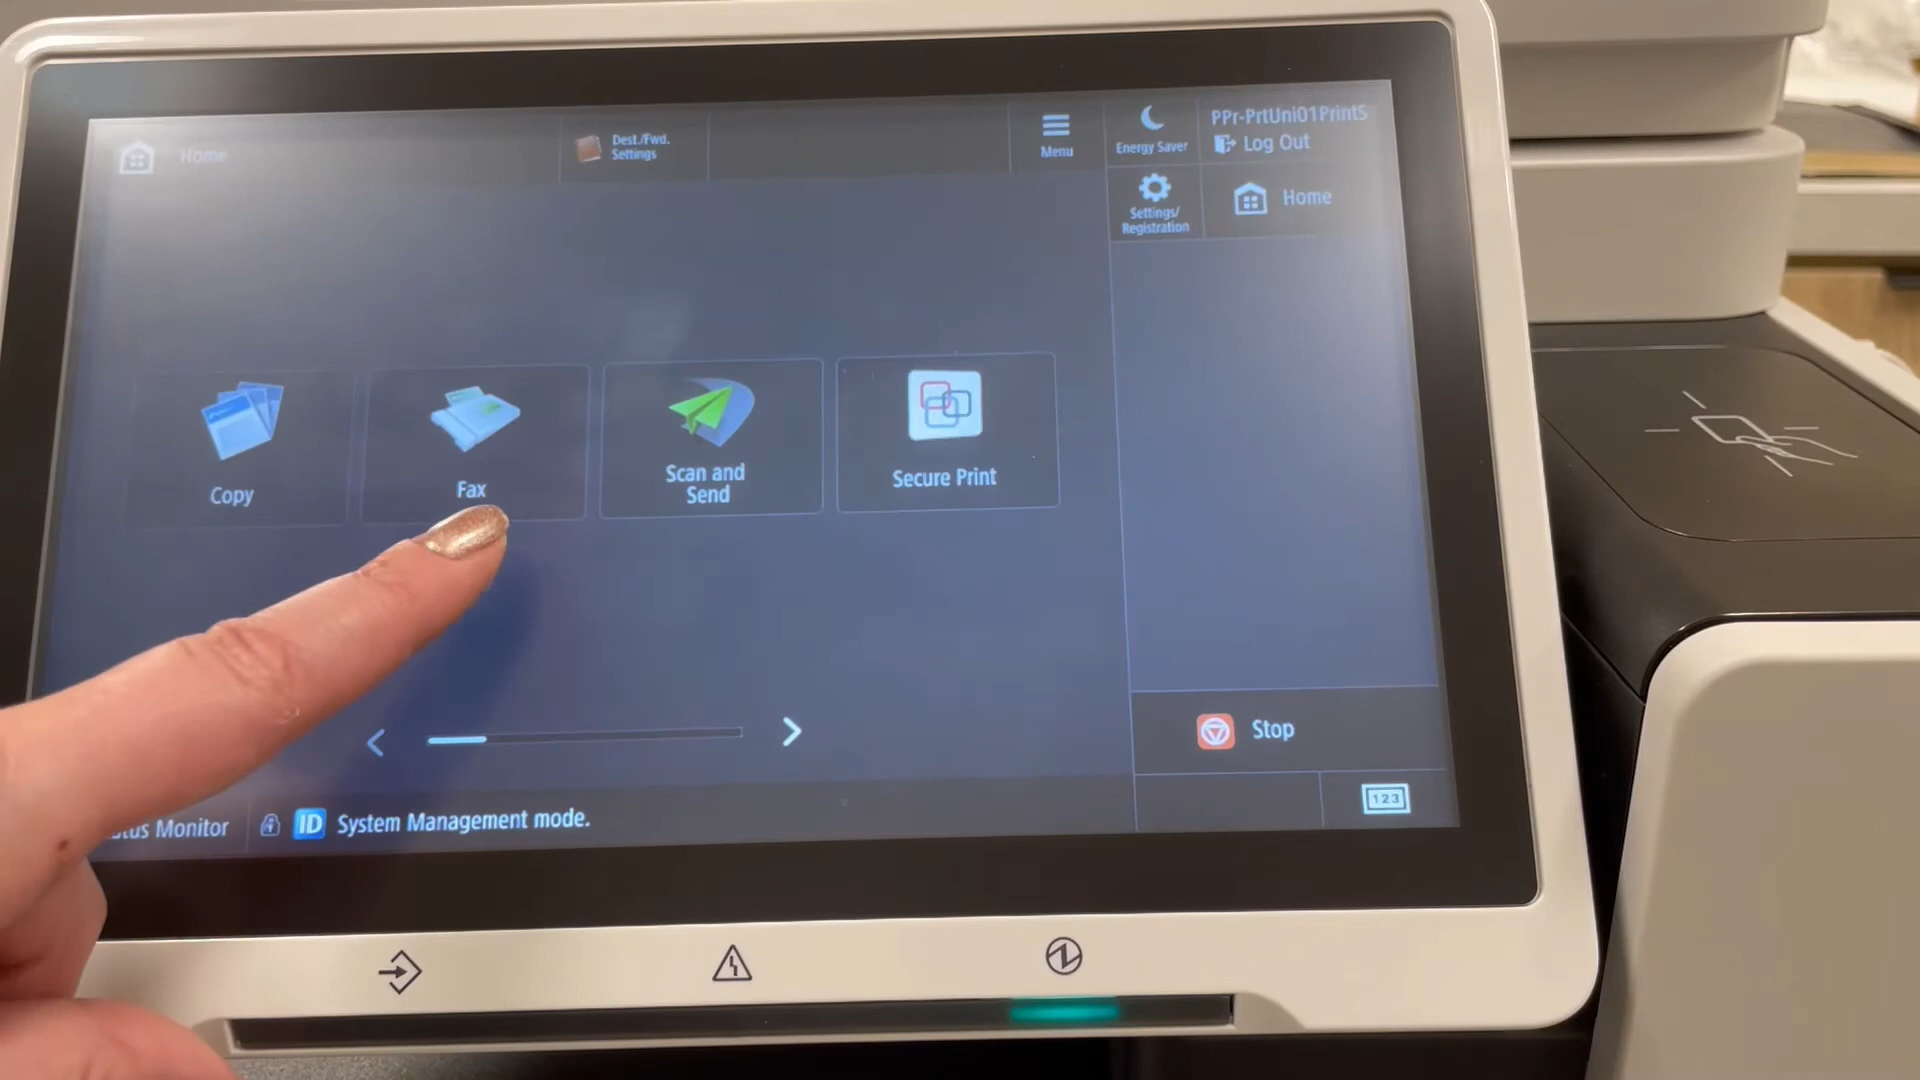 Home
Dest./Fwd.
Settings
Menu
Energy Saver
PPr-PrtUni01PrintS
Log Out
Settings/
Registration
Home
Copy
Fax
Scan and
Send
Secure Print
Stop
Monitor
ID
System Management mode.
123